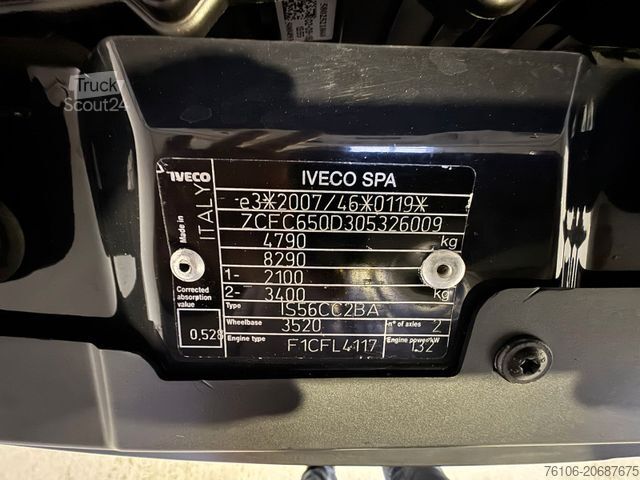 Truck
Scout24
IVECO
IVECO SPA
Made in
ITALY
e3*2007/46*0119*
ZCFC650D305326009
4790 kg
8290
1- 2100
2- 3400 kg
Corrected
absorption
value
0,528
Type IS56CC2BA
Wheelbase 3520 n° of axles 2
Engine type F1CFL4117 Engine power kW 132
76106-20687675